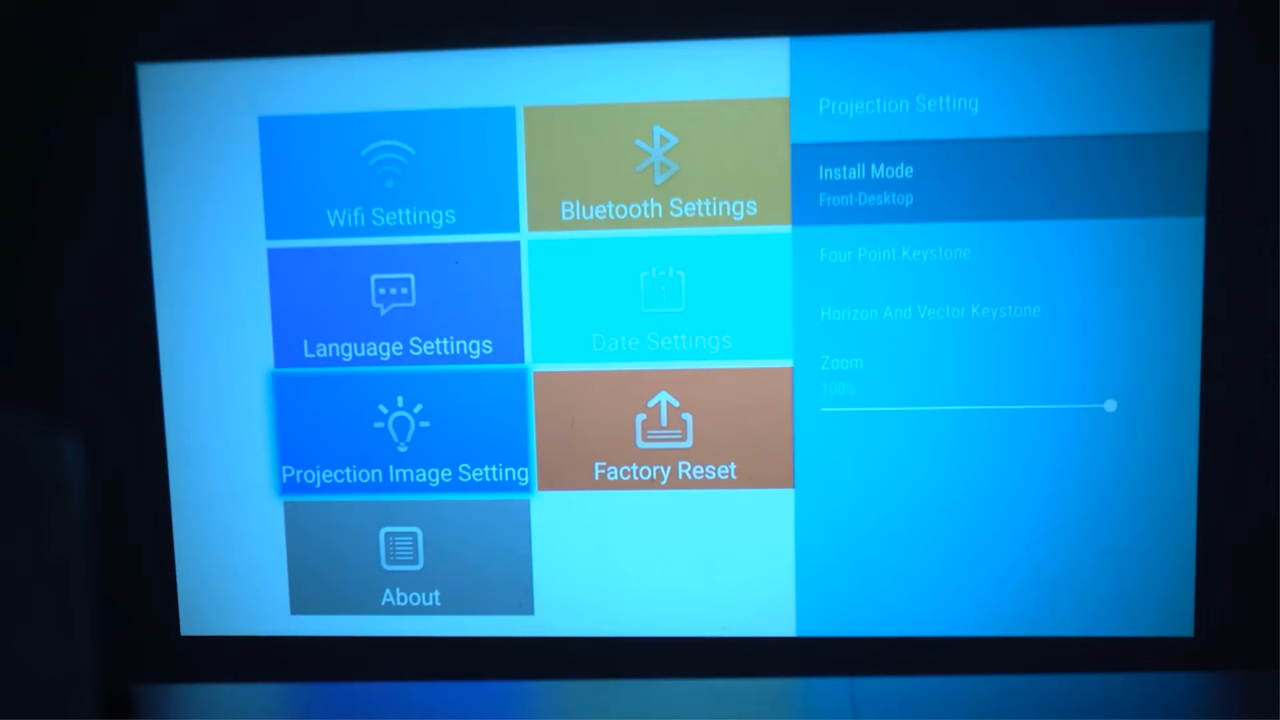 Wifi Settings
Bluetooth Settings
Language Settings
1
Date Settings
Projection Image Setting
Factory Reset
About
Projection Setting
Install Mode
Front-Desktop
Four Point Keystone
Horizon And Vector Keystone
Zoom
100%